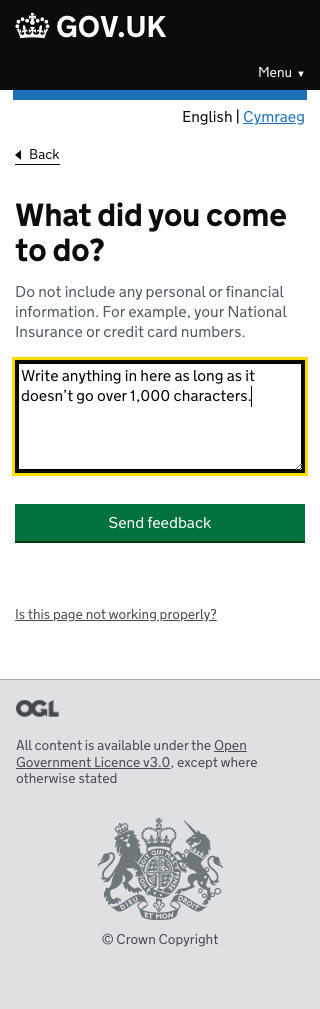 GOV.UK
Menu ▼
English | Cymraeg
Back
What did you come
to do?
Do not include any personal or financial
information. For example, your National
Insurance or credit card numbers.
Write anything in here as long as it
doesn’t go over 1,000 characters.
Send feedback
Is this page not working properly?
OGL
All content is available under the Open
Government Licence v3.0, except where
otherwise stated
DIEU ET MON DROIT
© Crown Copyright